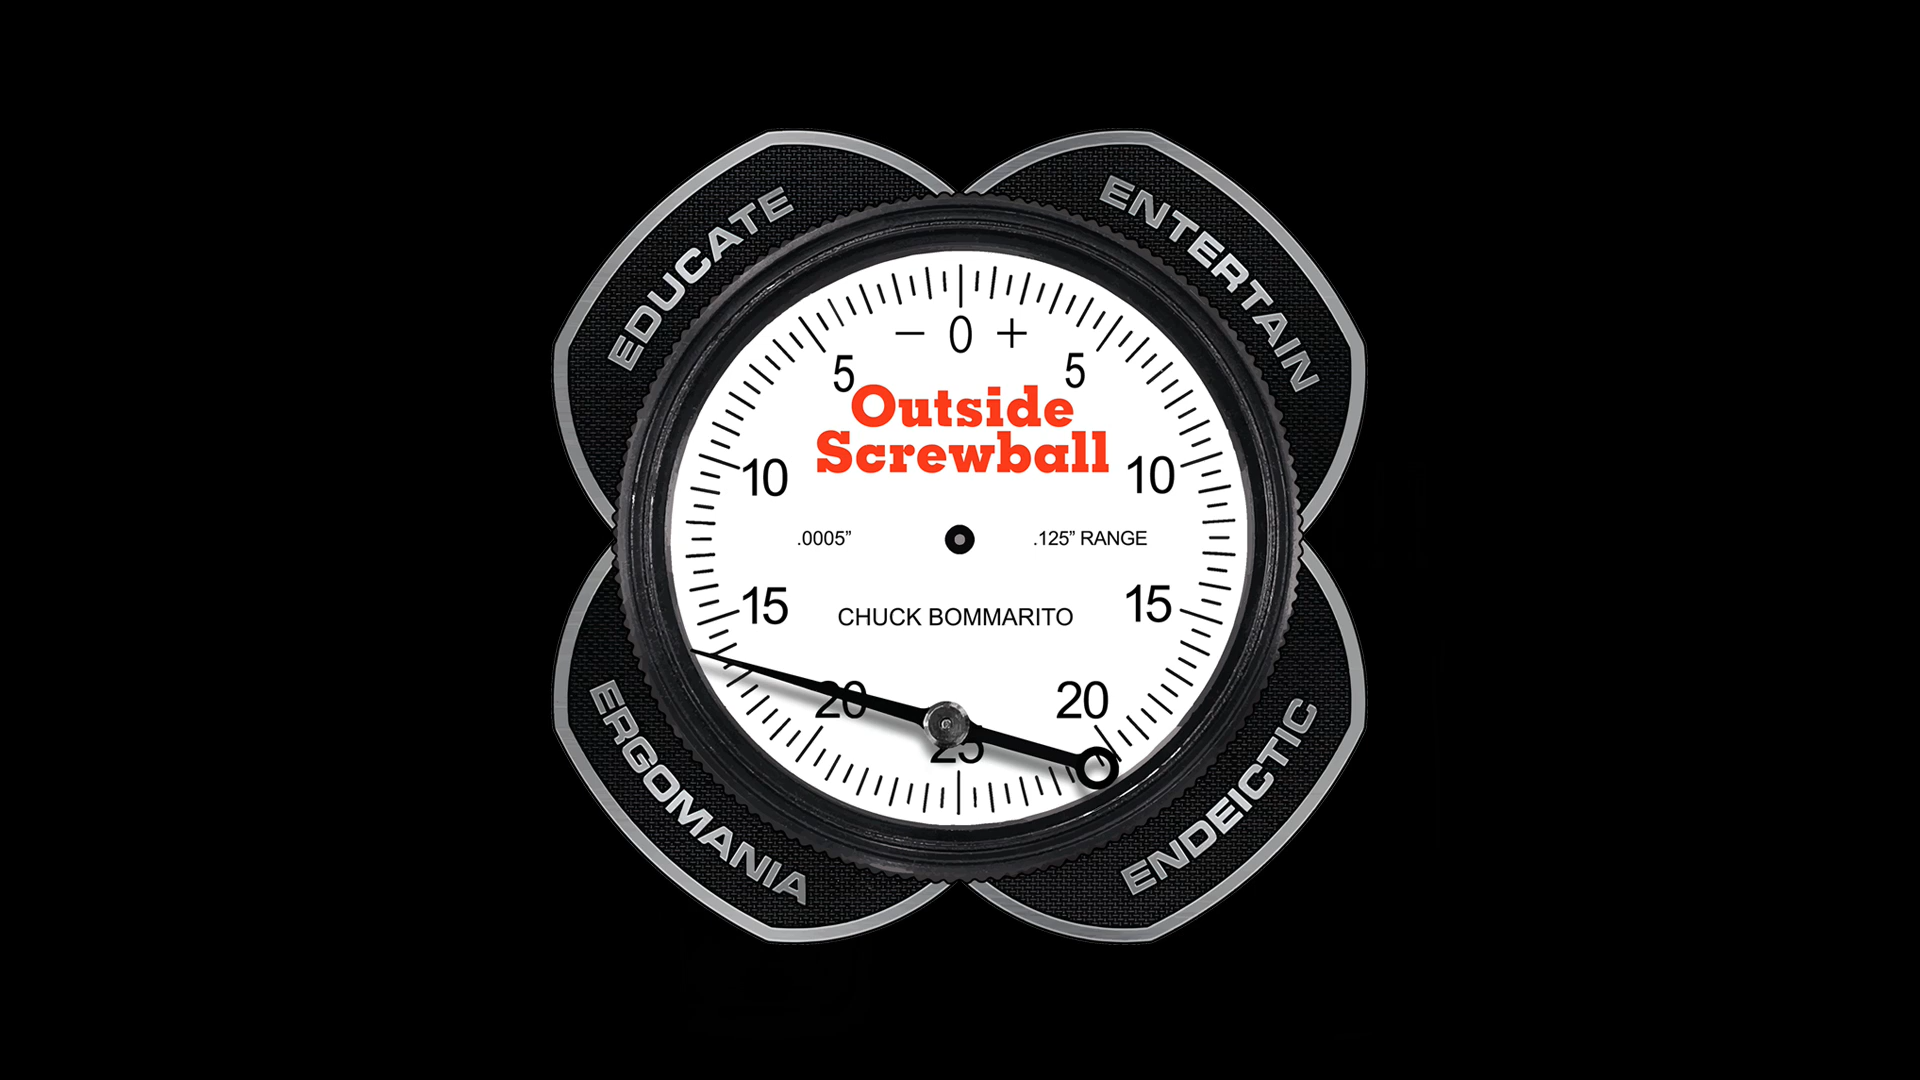 EDUCATE
ENTERTAIN
− 0 +
5 5
Outside
Screwball
10 10
.0005” .125” RANGE
15 15
CHUCK BOMMARITO
20 20
25
ERGOMANIA
ENDEICTIC